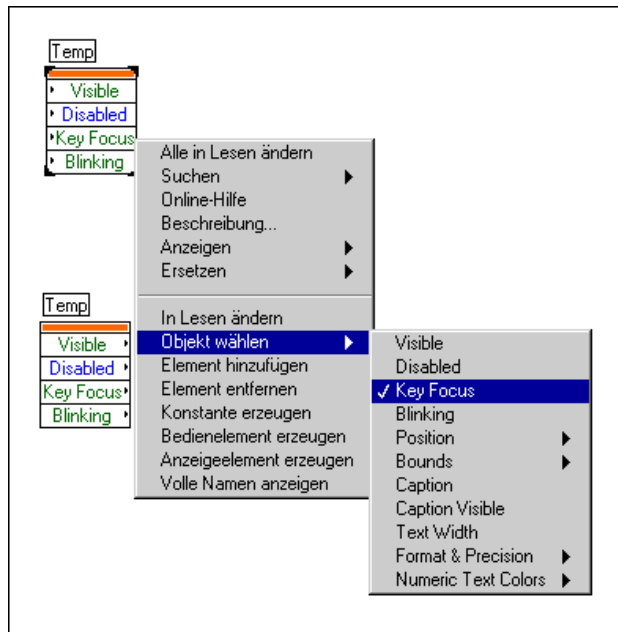 Temp
Visible
Disabled
Key Focus
Blinking
Alle in Lesen ändern
Suchen
Online-Hilfe
Beschreibung...
Anzeigen
Ersetzen
In Lesen ändern
Objekt wählen
Element hinzufügen
Element entfernen
Konstante erzeugen
Bedienelement erzeugen
Anzeigeelement erzeugen
Volle Namen anzeigen
Temp
Visible
Disabled
Key Focus
Blinking
Visible
Disabled
Key Focus
Blinking
Position
Bounds
Caption
Caption Visible
Text Width
Format & Precision
Numeric Text Colors